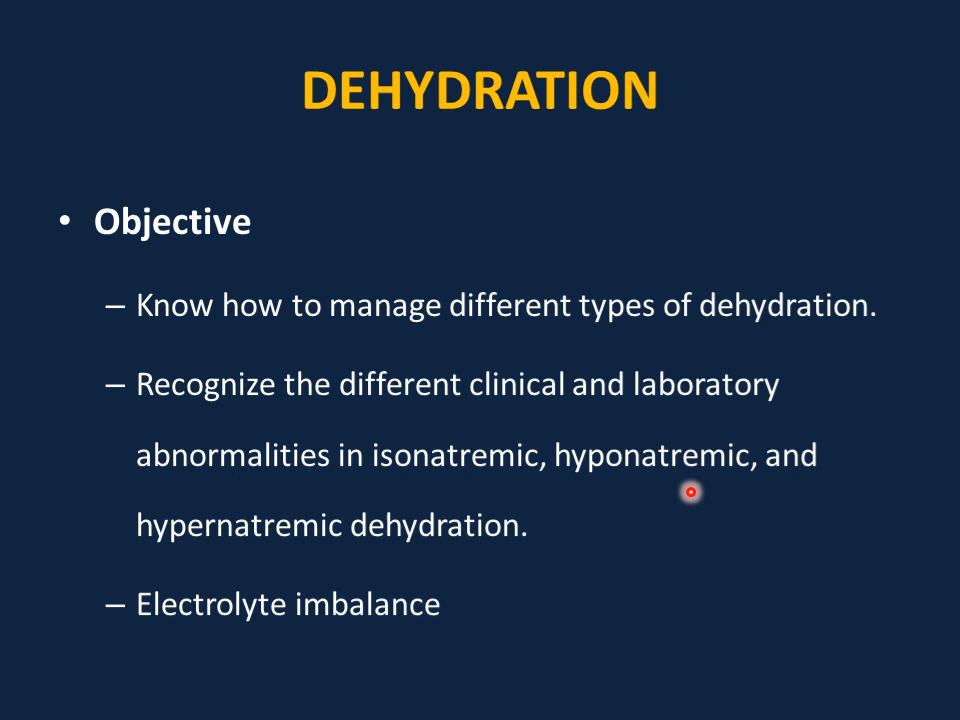 DEHYDRATION
• Objective
– Know how to manage different types of dehydration.
– Recognize the different clinical and laboratory
abnormalities in isonatremic, hyponatremic, and
hypernatremic dehydration.
– Electrolyte imbalance